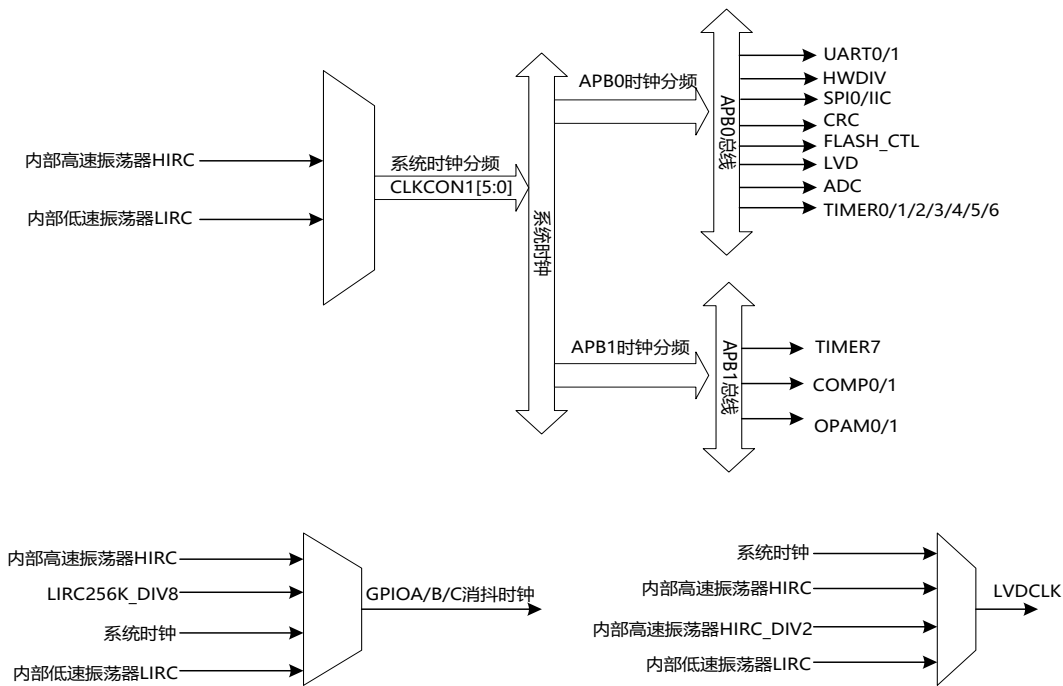 内部高速振荡器HIRC
内部低速振荡器LIRC
系统时钟分频
CLKCON1[5:0]
系统时钟
APB0时钟分频
APB0总线
UART0/1
HWDIV
SPI0/IIC
CRC
FLASH_CTL
LVD
ADC
TIMER0/1/2/3/4/5/6
APB1时钟分频
APB1总线
TIMER7
COMP0/1
OPAM0/1
内部高速振荡器HIRC
LIRC256K_DIV8
系统时钟
内部低速振荡器LIRC
GPIOA/B/C消抖时钟
系统时钟
内部高速振荡器HIRC
内部高速振荡器HIRC_DIV2
内部低速振荡器LIRC
LVDCLK